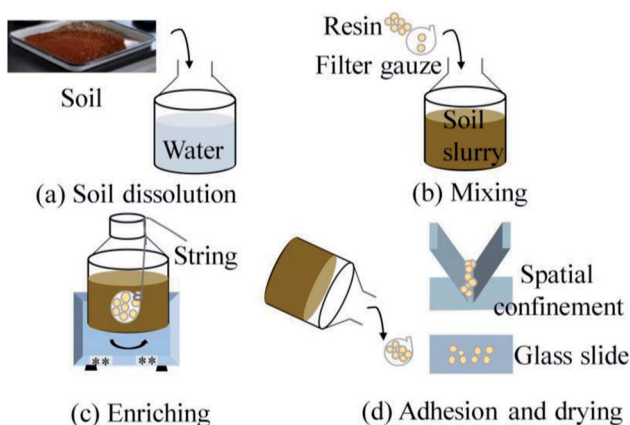 Soil
Water
(a) Soil dissolution
Resin
Filter gauze
Soil
slurry
(b) Mixing
String
**
**
(c) Enriching
Spatial
confinement
Glass slide
(d) Adhesion and drying